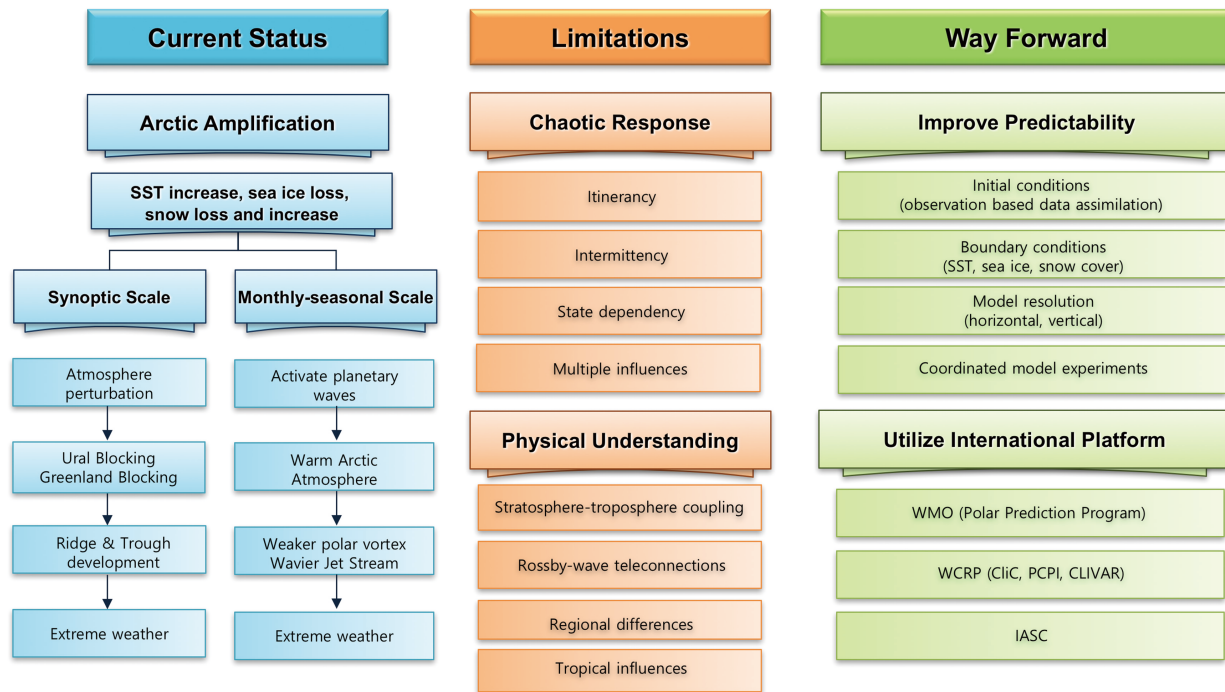 Current Status
Arctic Amplification
SST increase, sea ice loss,
snow loss and increase
Synoptic Scale
Atmosphere
perturbation
Ural Blocking
Greenland Blocking
Ridge & Trough
development
Extreme weather
Monthly-seasonal Scale
Activate planetary
waves
Warm Arctic
Atmosphere
Weaker polar vortex
Wavier Jet Stream
Extreme weather
Limitations
Chaotic Response
Itinerancy
Intermittency
State dependency
Multiple influences
Physical Understanding
Stratosphere-troposphere coupling
Rossby-wave teleconnections
Regional differences
Tropical influences
Way Forward
Improve Predictability
Initial conditions
(observation based data assimilation)
Boundary conditions
(SST, sea ice, snow cover)
Model resolution
(horizontal, vertical)
Coordinated model experiments
Utilize International Platform
WMO (Polar Prediction Program)
WCRP (CliC, PCPI, CLIVAR)
IASC